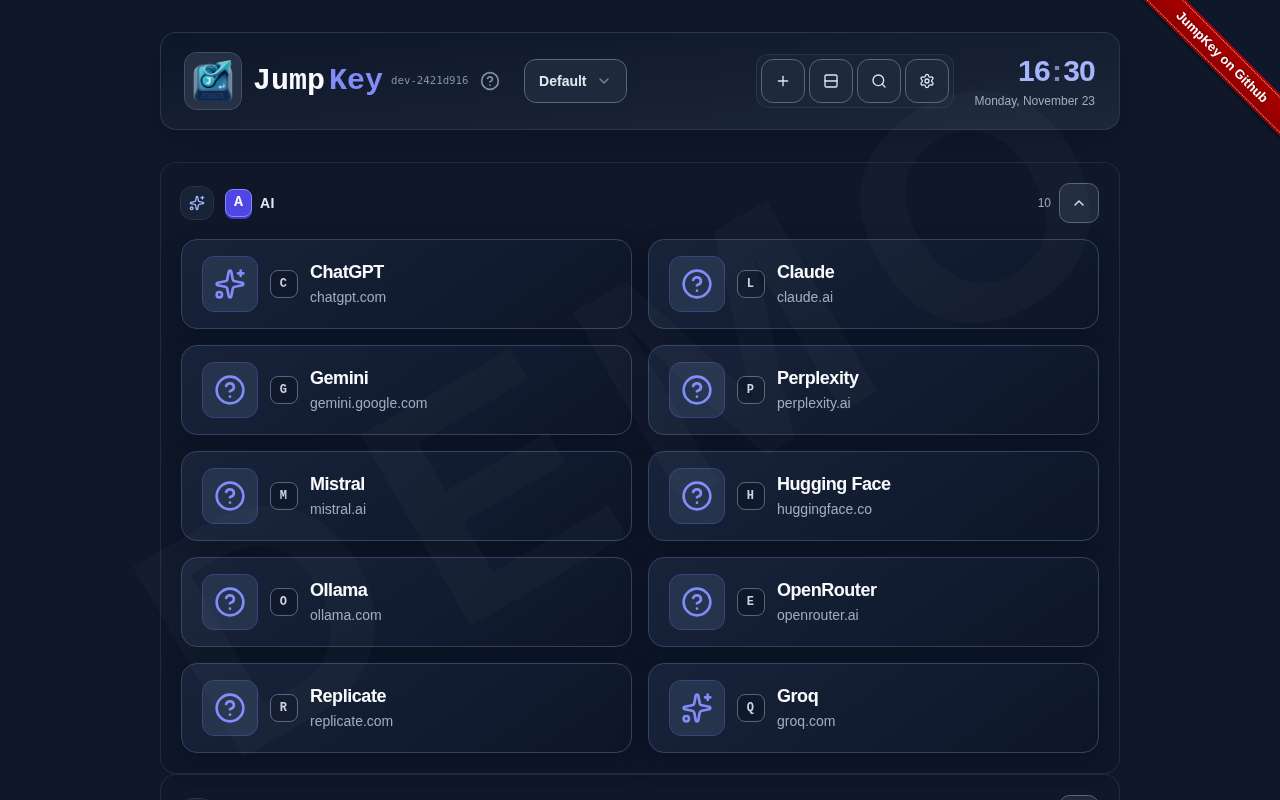 JumpKey on Github
JumpKey dev-2421d916
Default
16:30
Monday, November 23
A AI
10
C ChatGPT
chatgpt.com
L Claude
claude.ai
G Gemini
gemini.google.com
P Perplexity
perplexity.ai
M Mistral
mistral.ai
H Hugging Face
huggingface.co
O Ollama
ollama.com
E OpenRouter
openrouter.ai
R Replicate
replicate.com
Q Groq
groq.com
DEMO